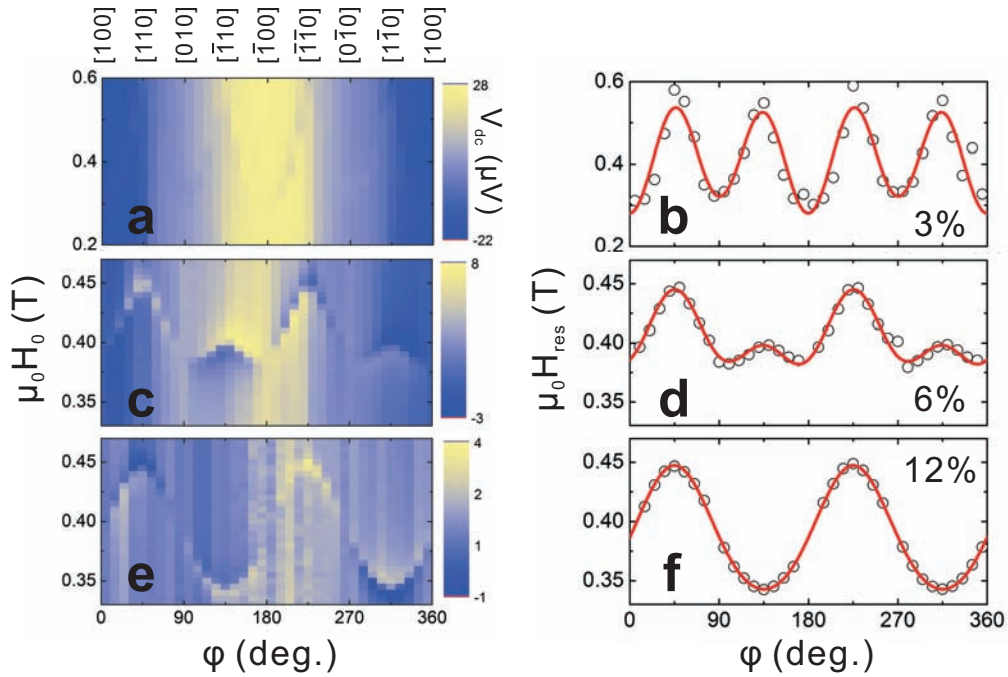 [100] [110] [010] [1̄10] [1̄00] [1̄1̄0] [01̄0] [11̄0] [100]
0.6
0.4
0.2
a
28
V_dc (μV)
-22
0.45
0.40
0.35
c
8
-3
μ₀H₀ (T)
0.45
0.40
0.35
e
4
2
1
-1
0 90 180 270 360
φ (deg.)
0.6
0.4
0.2
b
3%
0.45
0.40
0.35
d
6%
μ₀H_res (T)
0.45
0.40
0.35
f
12%
0 90 180 270 360
φ (deg.)